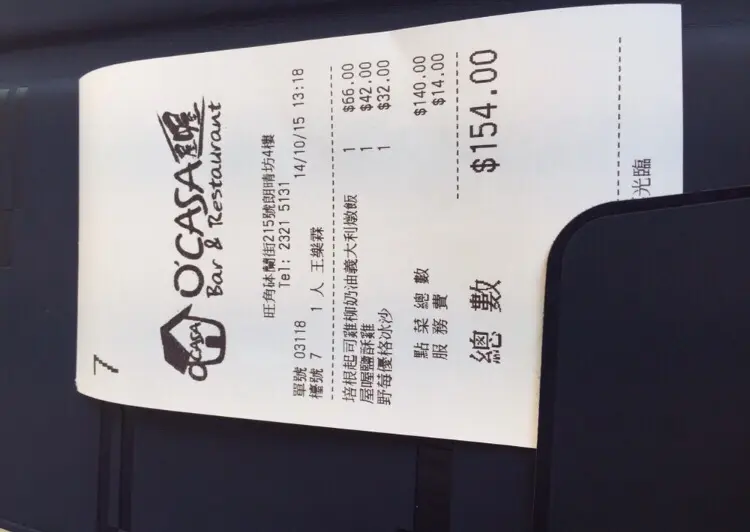 7
O'CASA
O'CASA 屋喔
Bar & Restaurant
旺角砵蘭街215號朗晴坊4樓
Tel: 2321 5131
單號 03118 14/10/15 13:18
檯號 7 1 人 王樂霖
培根起司雞柳奶油義大利燉飯 1 $66.00
屋喔鹽酥雞 1 $42.00
野莓優格冰沙 1 $32.00
點菜總數 $140.00
服務費 $14.00
總數 $154.00
光臨